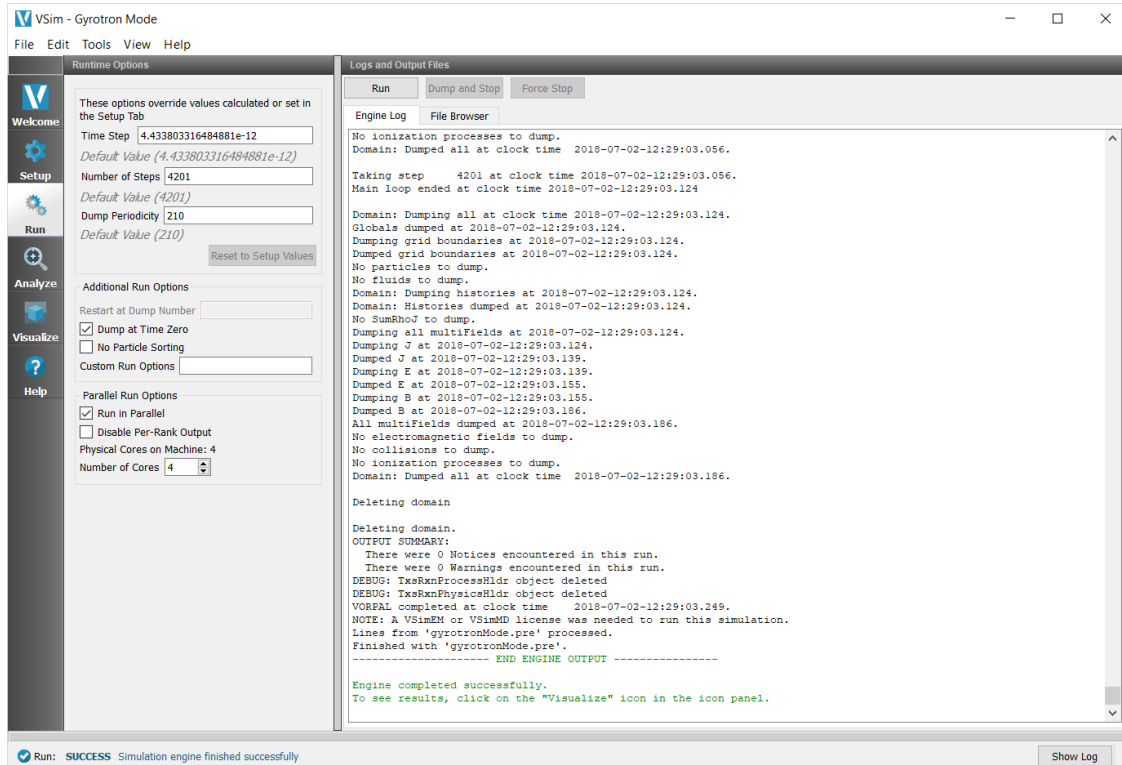 VSim - Gyrotron Mode
File Edit Tools View Help
Welcome
Setup
Run
Analyze
Visualize
Help
Runtime Options
These options override values calculated or set in
the Setup Tab
Time Step 4.433803316484881e-12
Default Value (4.433803316484881e-12)
Number of Steps 4201
Default Value (4201)
Dump Periodicity 210
Default Value (210)
Reset to Setup Values
Additional Run Options
Restart at Dump Number
Dump at Time Zero
No Particle Sorting
Custom Run Options
Parallel Run Options
Run in Parallel
Disable Per-Rank Output
Physical Cores on Machine: 4
Number of Cores 4
Logs and Output Files
Run Dump and Stop Force Stop
Engine Log File Browser
No ionization processes to dump.
Domain: Dumped all at clock time 2018-07-02-12:29:03.056.
Taking step 4201 at clock time 2018-07-02-12:29:03.056.
Main loop ended at clock time 2018-07-02-12:29:03.124
Domain: Dumping all at clock time 2018-07-02-12:29:03.124.
Globals dumped at 2018-07-02-12:29:03.124.
Dumping grid boundaries at 2018-07-02-12:29:03.124.
Dumped grid boundaries at 2018-07-02-12:29:03.124.
No particles to dump.
No fluids to dump.
Domain: Dumping histories at 2018-07-02-12:29:03.124.
Domain: Histories dumped at 2018-07-02-12:29:03.124.
No SumRhoJ to dump.
Dumping all multiFields at 2018-07-02-12:29:03.124.
Dumping J at 2018-07-02-12:29:03.124.
Dumped J at 2018-07-02-12:29:03.139.
Dumping E at 2018-07-02-12:29:03.139.
Dumped E at 2018-07-02-12:29:03.155.
Dumping B at 2018-07-02-12:29:03.155.
Dumped B at 2018-07-02-12:29:03.186.
All multiFields dumped at 2018-07-02-12:29:03.186.
No electromagnetic fields to dump.
No collisions to dump.
No ionization processes to dump.
Domain: Dumped all at clock time 2018-07-02-12:29:03.186.
Deleting domain
Deleting domain.
OUTPUT SUMMARY:
There were 0 Notices encountered in this run.
There were 0 Warnings encountered in this run.
DEBUG: TxsRxnProcessHldr object deleted
DEBUG: TxsRxnPhysicsHldr object deleted
VORPAL completed at clock time 2018-07-02-12:29:03.249.
NOTE: A VSimEM or VSimMD license was needed to run this simulation.
Lines from 'gyrotronMode.pre' processed.
Finished with 'gyrotronMode.pre'.
--------------------- END ENGINE OUTPUT ----------------
Engine completed successfully.
To see results, click on the "Visualize" icon in the icon panel.
Run: SUCCESS Simulation engine finished successfully
Show Log